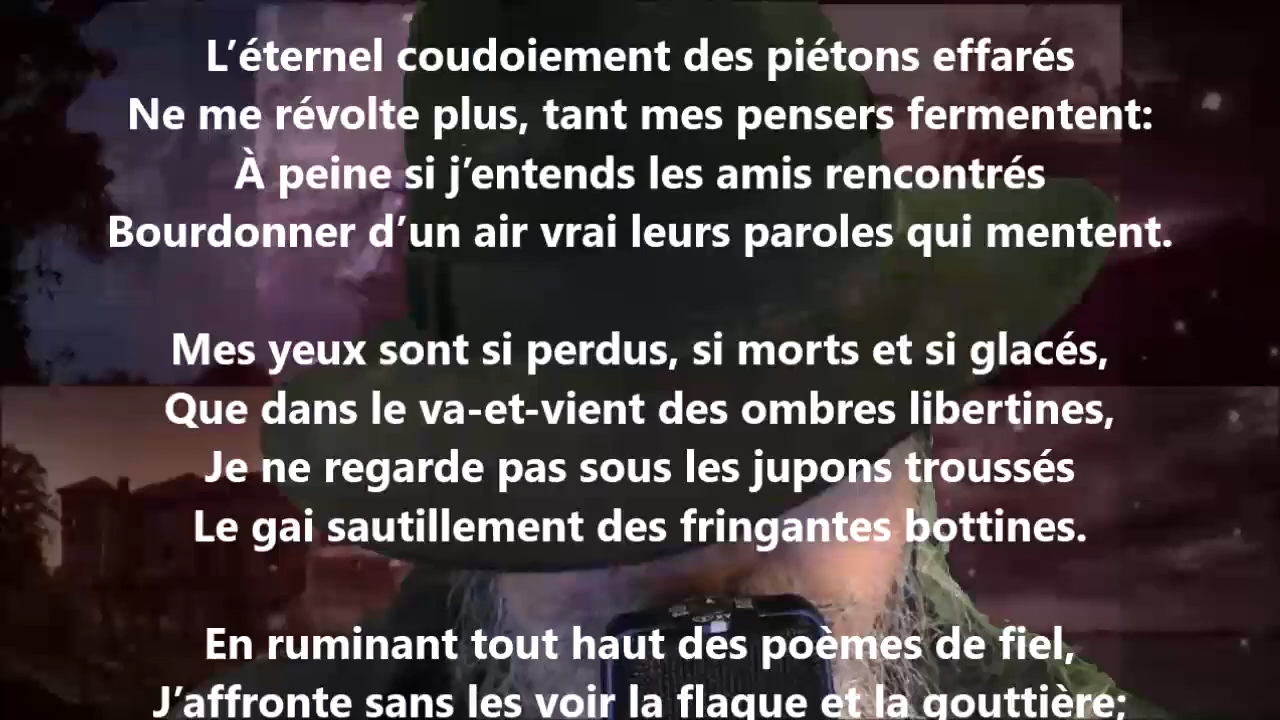 L’éternel coudoiement des piétons effarés
Ne me révolte plus, tant mes pensers fermentent:
À peine si j’entends les amis rencontrés
Bourdonner d’un air vrai leurs paroles qui mentent.
Mes yeux sont si perdus, si morts et si glacés,
Que dans le va-et-vient des ombres libertines,
Je ne regarde pas sous les jupons troussés
Le gai sautillement des fringantes bottines.
En ruminant tout haut des poèmes de fiel,
J’affronte sans les voir la flaque et la gouttière;